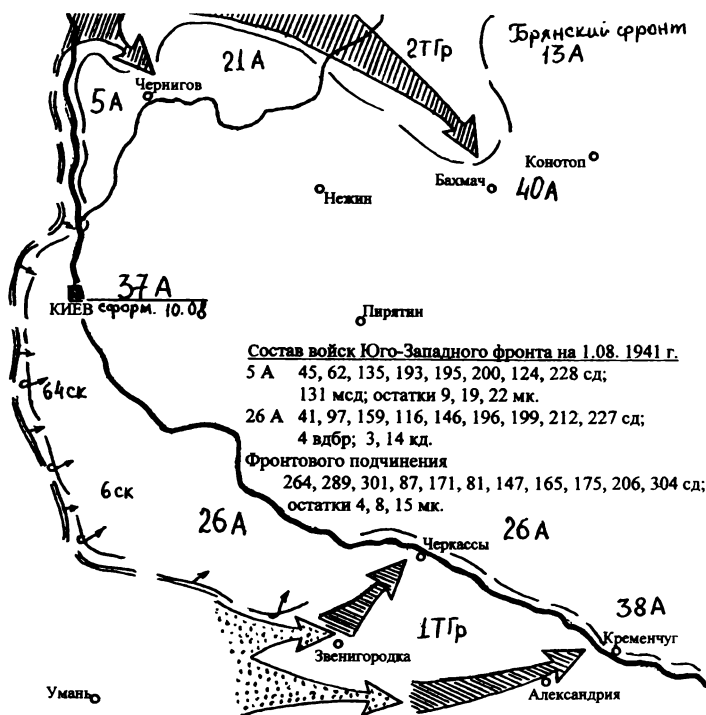 Брянский фронт
13А
2ТГр
21А
Чернигов
5А
Конотоп
Бахмач
40А
Нежин
37А
КИЕВ сформ. 10.08
Пирятин
Состав войск Юго-Западного фронта на 1.08. 1941 г.
5 А 45, 62, 135, 193, 195, 200, 124, 228 сд;
131 мсд; остатки 9, 19, 22 мк.
26 А 41, 97, 159, 116, 146, 196, 199, 212, 227 сд;
4 вдбр; 3, 14 кд.
Фронтового подчинения
264, 289, 301, 87, 171, 81, 147, 165, 175, 206, 304 сд;
остатки 4, 8, 15 мк.
64ск
6ск
26А
26А
Черкассы
38А
1ТГр
Кременчуг
Звенигородка
Умань
Александрия